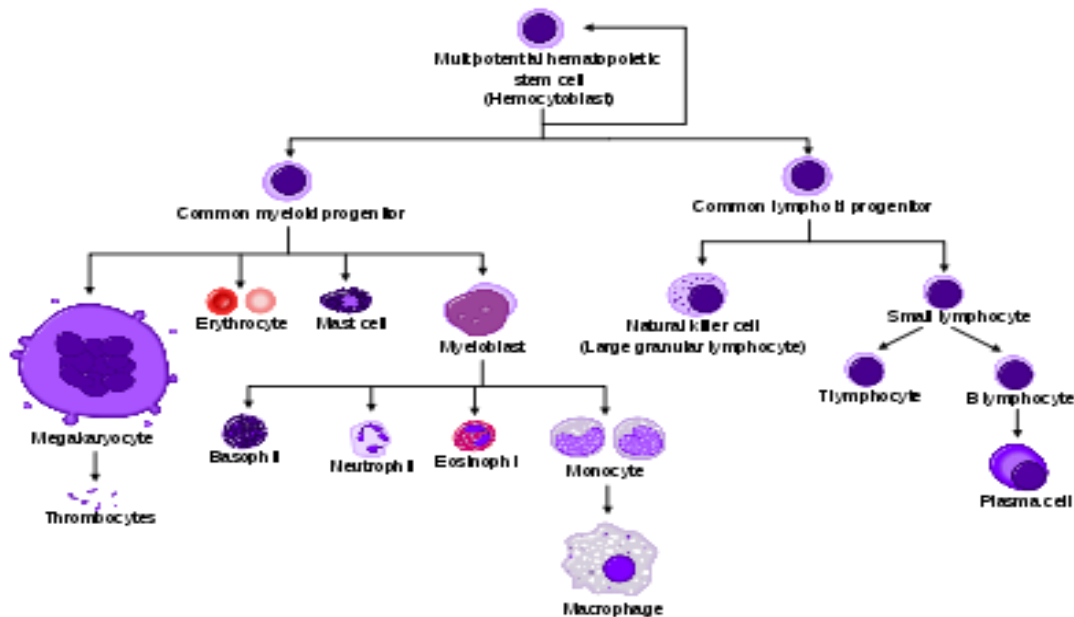 Multipotential hematopoietic
stem cell
(Hemocytoblast)
Common myeloid progenitor
Common lymphoid progenitor
Erythrocyte
Mast cell
Myeloblast
Natural killer cell
(Large granular lymphocyte)
Small lymphocyte
T lymphocyte
B lymphocyte
Megakaryocyte
Basophil
Neutrophil
Eosinophil
Monocyte
Plasma cell
Thrombocytes
Macrophage